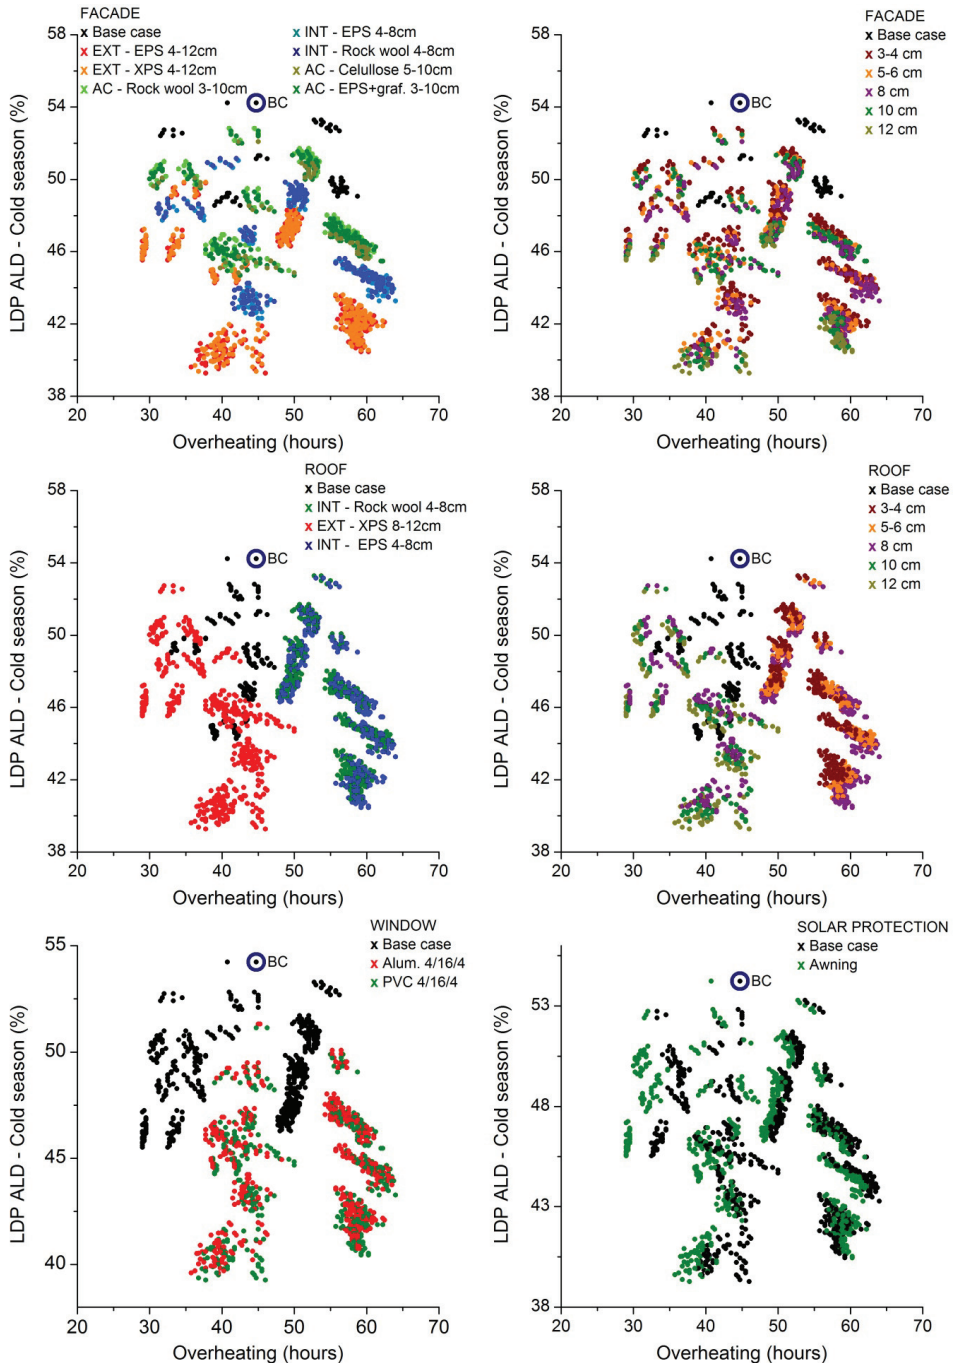 FACADE
x Base case
x INT - EPS 4-8cm
x EXT - EPS 4-12cm
x INT - Rock wool 4-8cm
x EXT - XPS 4-12cm
x AC - Celullose 5-10cm
x AC - Rock wool 3-10cm
x AC - EPS+graf. 3-10cm
58
54
50
46
42
38
LDP ALD - Cold season (%)
BC
20 30 40 50 60 70
Overheating (hours)
FACADE
x Base case
x 3-4 cm
x 5-6 cm
x 8 cm
x 10 cm
x 12 cm
58
54
50
46
42
38
LDP ALD - Cold season (%)
BC
20 30 40 50 60 70
Overheating (hours)
ROOF
x Base case
x INT - Rock wool 4-8cm
x EXT - XPS 8-12cm
x INT - EPS 4-8cm
58
54
50
46
42
38
LDP ALD - Cold season (%)
BC
20 30 40 50 60 70
Overheating (hours)
ROOF
x Base case
x 3-4 cm
x 5-6 cm
x 8 cm
x 10 cm
x 12 cm
58
54
50
46
42
38
LDP ALD - Cold season (%)
BC
20 30 40 50 60 70
Overheating (hours)
WINDOW
x Base case
x Alum. 4/16/4
x PVC 4/16/4
55
50
45
40
LDP ALD - Cold season (%)
BC
20 30 40 50 60 70
Overheating (hours)
SOLAR PROTECTION
x Base case
x Awning
53
48
43
38
LDP ALD - Cold season (%)
BC
20 30 40 50 60 70
Overheating (hours)